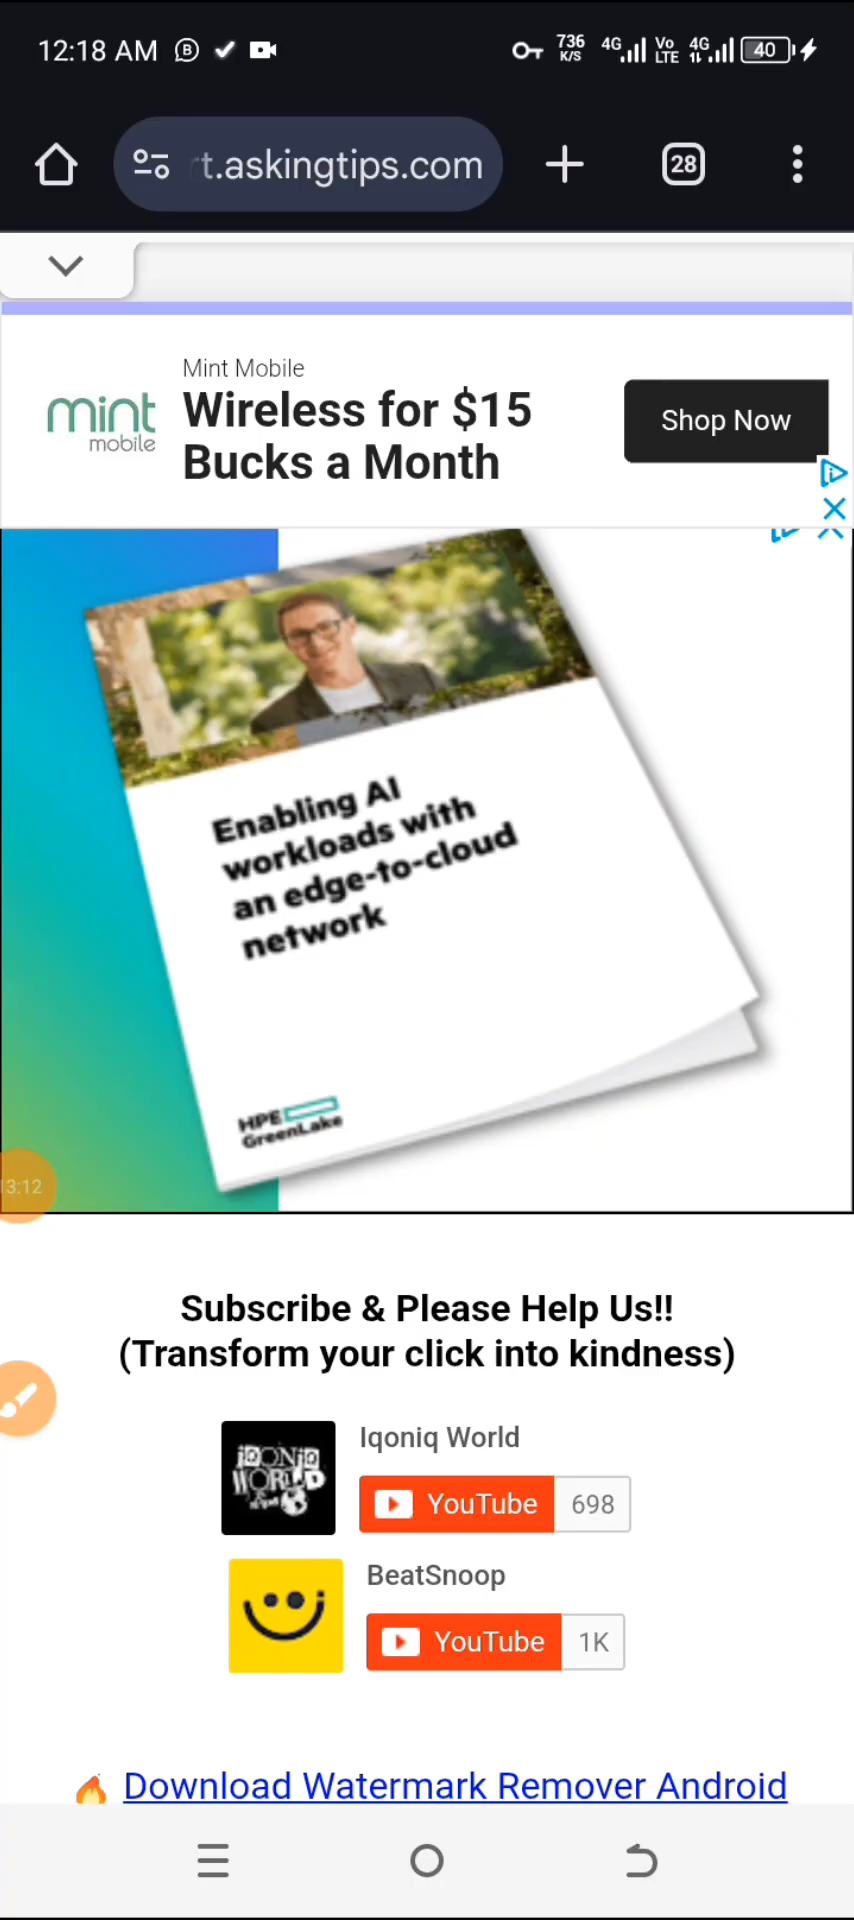 12:18 AM
736
K/S
4G
Vo
LTE
4G
40
t.askingtips.com
28
Mint Mobile
mint
mobile
Wireless for $15
Bucks a Month
Shop Now
Enabling AI
workloads with
an edge-to-cloud
network
HPE
GreenLake
3:12
Subscribe & Please Help Us!!
(Transform your click into kindness)
IQONIQ
WORLD
Iqoniq World
YouTube 698
BeatSnoop
YouTube 1K
Download Watermark Remover Android